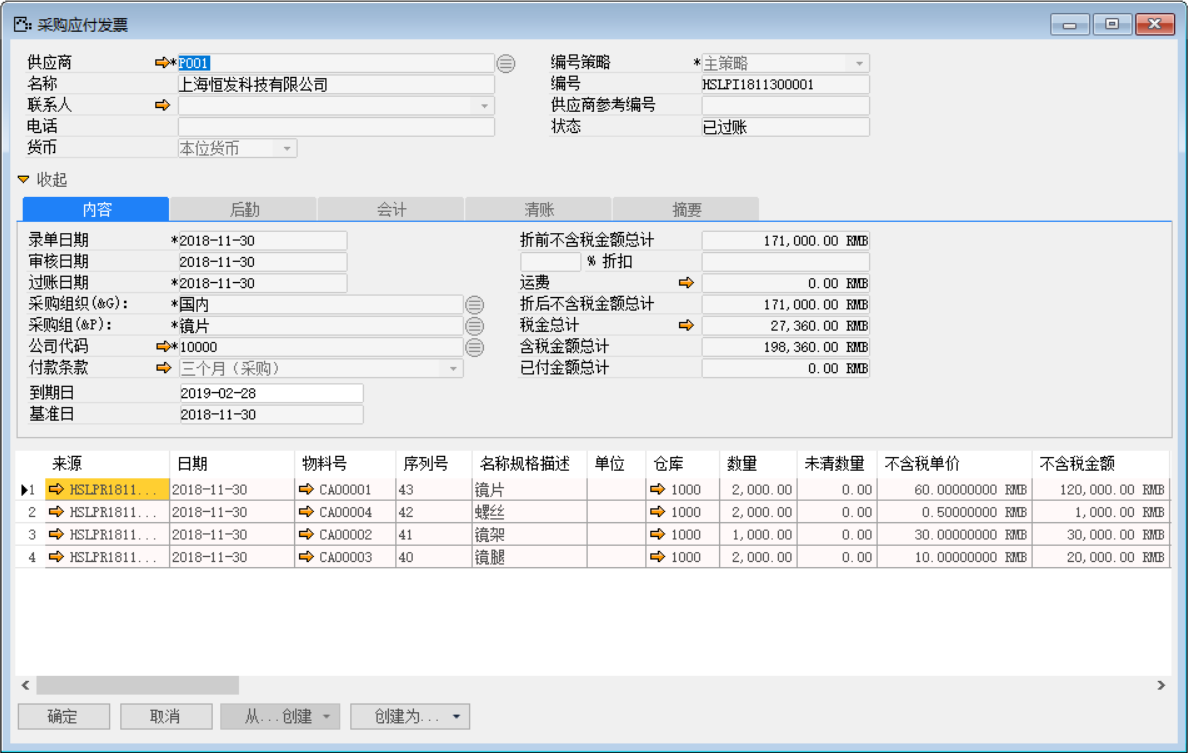 采购应付发票
供应商 *P001 编号策略 *主策略
名称 上海恒发科技有限公司 编号 HSLPI1811300001
联系人 供应商参考编号
电话 状态 已过账
货币 本位货币
收起
内容 后勤 会计 清账 摘要
录单日期 *2018-11-30 折前不含税金额总计 171,000.00 RMB
审核日期 2018-11-30 % 折扣
过账日期 *2018-11-30 运费 0.00 RMB
采购组织(&G): *国内 折后不含税金额总计 171,000.00 RMB
采购组(&P): *镜片 税金总计 27,360.00 RMB
公司代码 *10000 含税金额总计 198,360.00 RMB
付款条款 三个月（采购） 已付金额总计 0.00 RMB
到期日 2019-02-28
基准日 2018-11-30
来源 日期 物料号 序列号 名称规格描述 单位 仓库 数量 未清数量 不含税单价 不含税金额
1 HSLPR1811... 2018-11-30 CA00001 43 镜片 1000 2,000.00 0.00 60.00000000 RMB 120,000.00 RMB
2 HSLPR1811... 2018-11-30 CA00004 42 螺丝 1000 2,000.00 0.00 0.50000000 RMB 1,000.00 RMB
3 HSLPR1811... 2018-11-30 CA00002 41 镜架 1000 1,000.00 0.00 30.00000000 RMB 30,000.00 RMB
4 HSLPR1811... 2018-11-30 CA00003 40 镜腿 1000 2,000.00 0.00 10.00000000 RMB 20,000.00 RMB
确定 取消 从...创建 创建为...